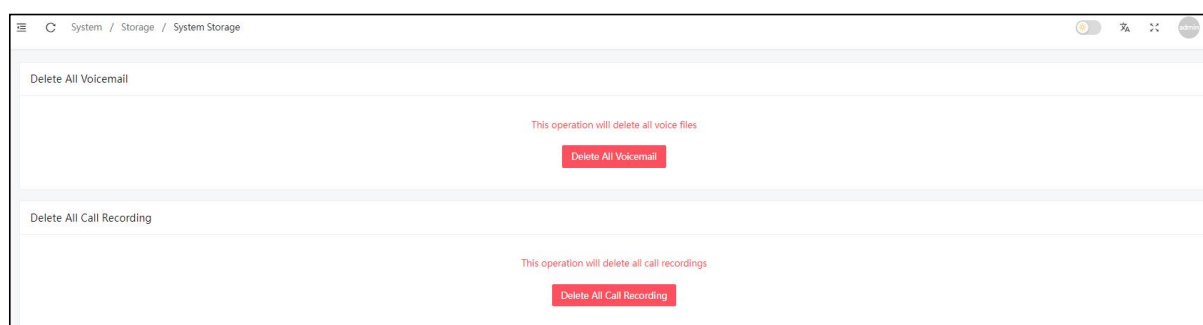 System / Storage / System Storage
admin
Delete All Voicemail
This operation will delete all voice files
Delete All Voicemail
Delete All Call Recording
This operation will delete all call recordings
Delete All Call Recording